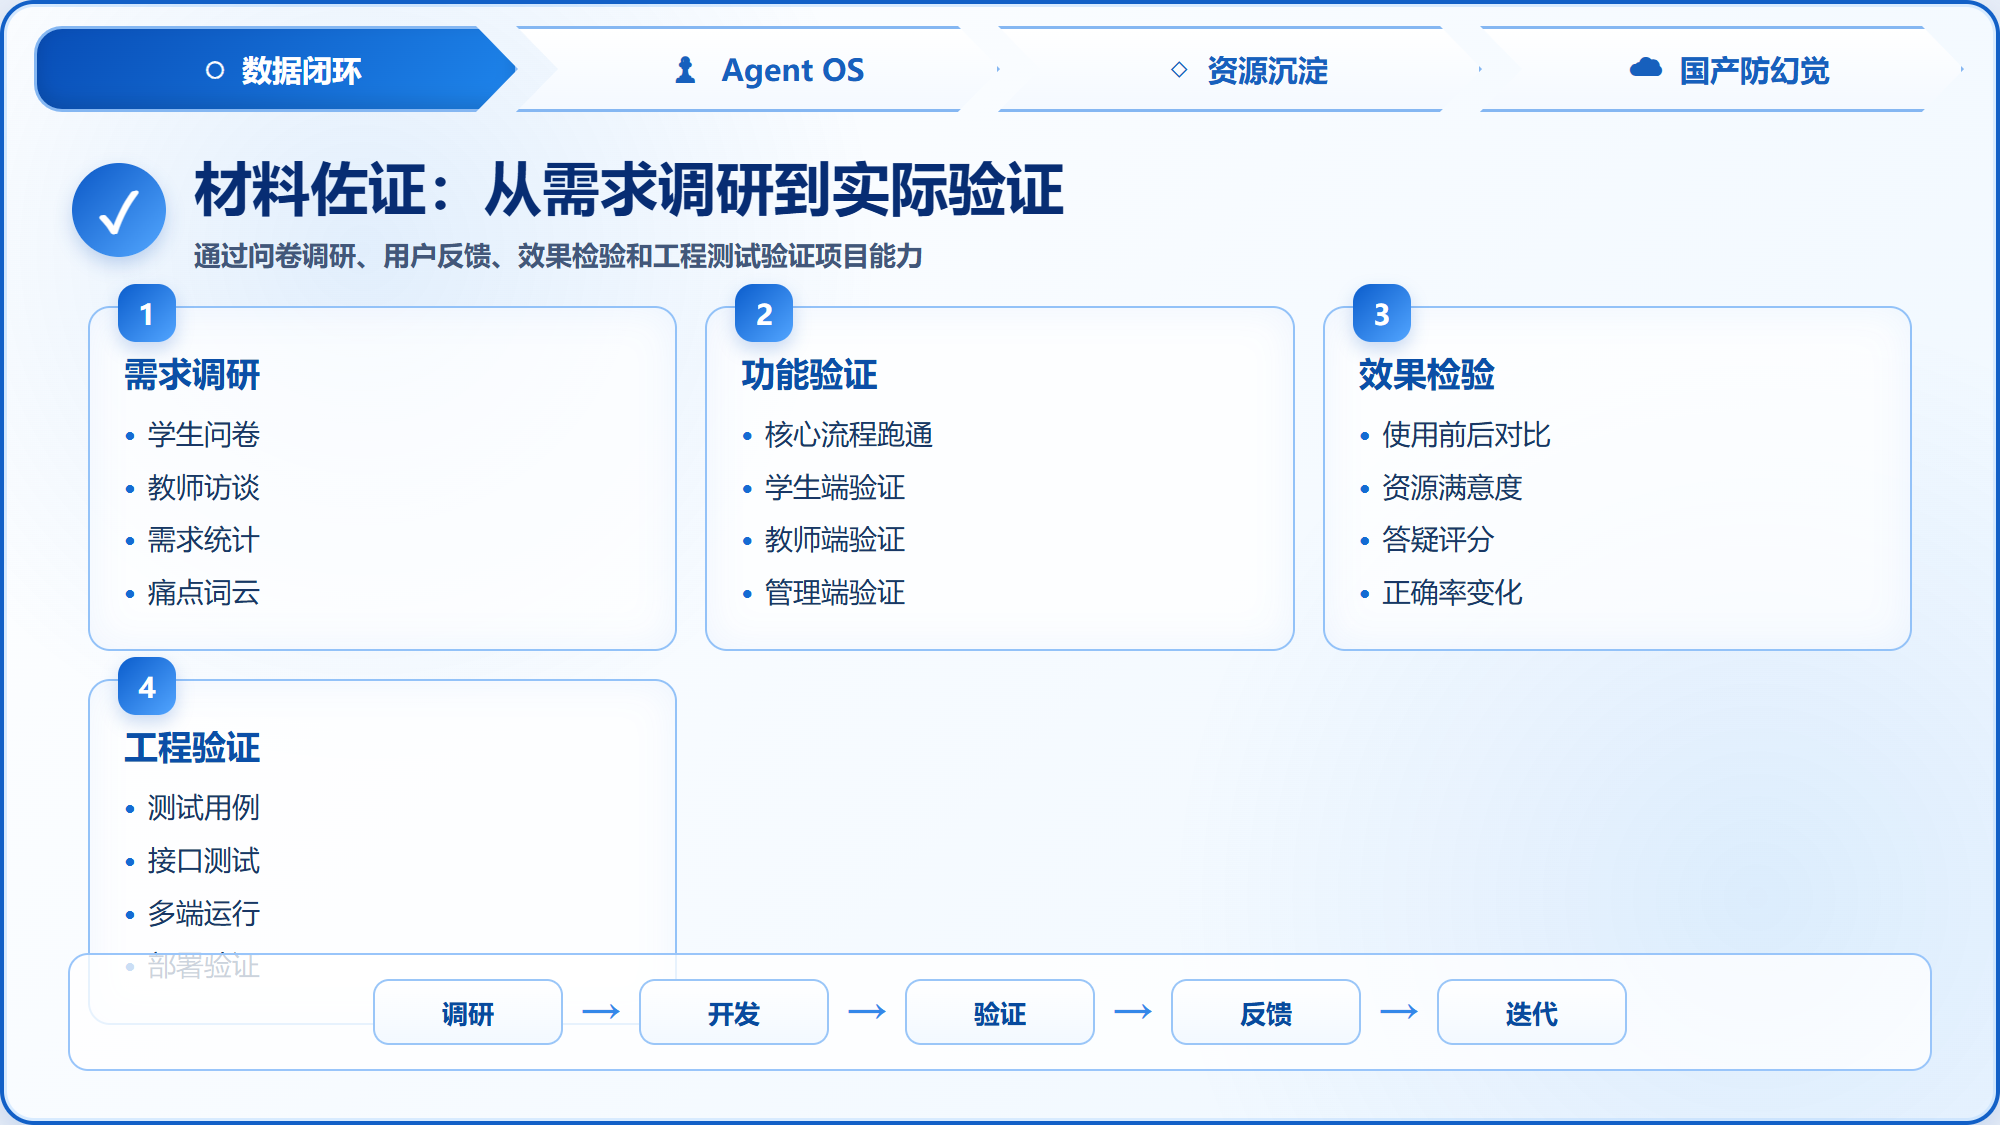 数据闭环
Agent OS
资源沉淀
国产防幻觉
材料佐证：从需求调研到实际验证
通过问卷调研、用户反馈、效果检验和工程测试验证项目能力
1
需求调研
• 学生问卷
• 教师访谈
• 需求统计
• 痛点词云
2
功能验证
• 核心流程跑通
• 学生端验证
• 教师端验证
• 管理端验证
3
效果检验
• 使用前后对比
• 资源满意度
• 答疑评分
• 正确率变化
4
工程验证
• 测试用例
• 接口测试
• 多端运行
• 部署验证
调研 → 开发 → 验证 → 反馈 → 迭代